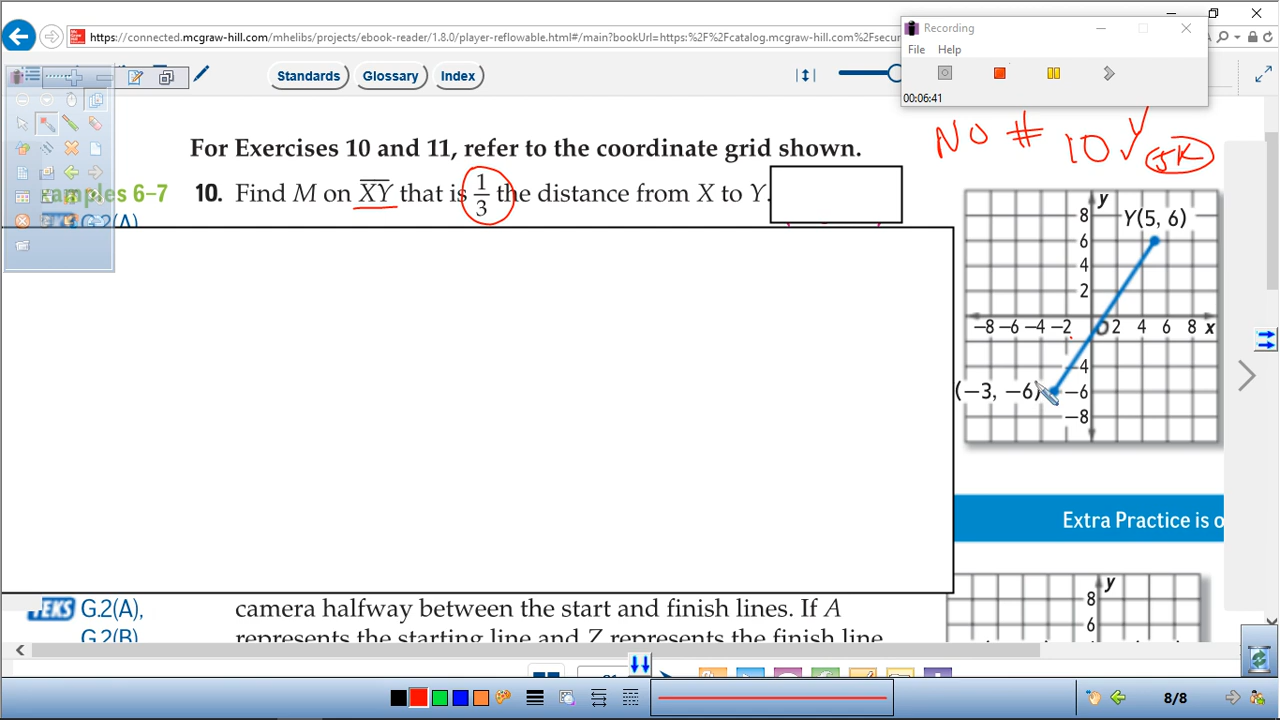 https://connected.mcgraw-hill.com/mhelibs/projects/ebook-reader/1.8.0/player-reflowable.html#/main?bookUrl=https:%2F%2Fcatalog.mcgraw-hill.com%2Fsecur
Recording
File Help
00:06:41
Standards Glossary Index
No # 10
For Exercises 10 and 11, refer to the coordinate grid shown.
amples 6–7
10. Find M on XY that is 1/3 the distance from X to Y.
G.2(A)
y
Y(5, 6)
8
6
4
2
−8 −6 −4 −2 O 2 4 6 8 x
−4
(−3, −6)
−6
−8
Extra Practice is o
TEKS G.2(A),
G.2(B)
camera halfway between the start and finish lines. If A
represents the starting line and Z represents the finish line
y
8
6
8/8